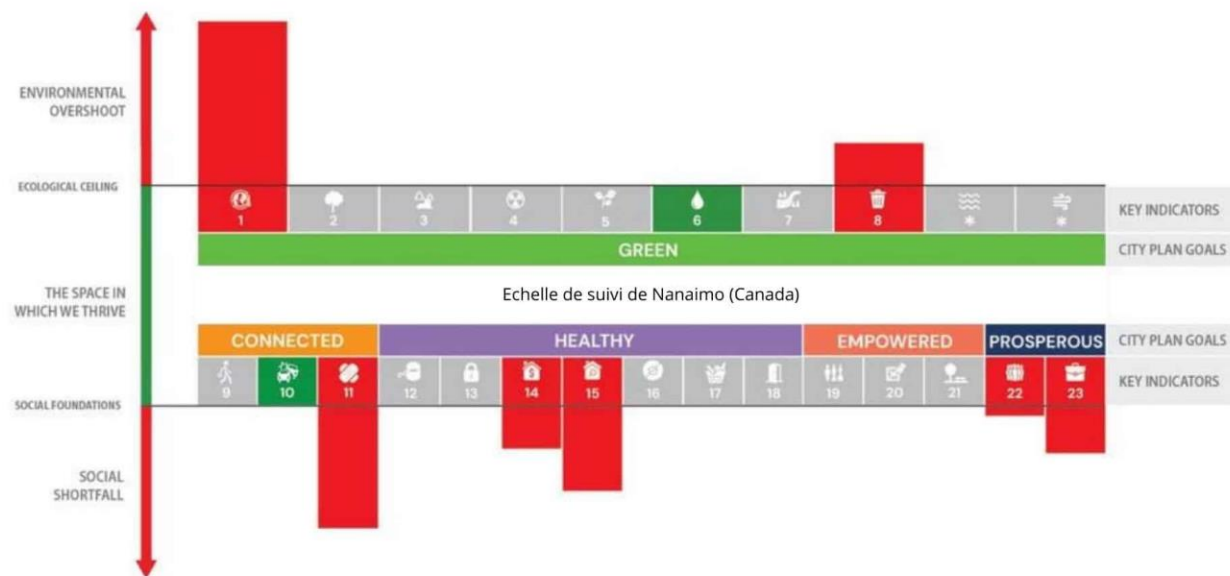 ENVIRONMENTAL
OVERSHOOT
ECOLOGICAL CEILING
1 2 3 4 5 6 7 8 * *
KEY INDICATORS
GREEN
CITY PLAN GOALS
THE SPACE IN
WHICH WE THRIVE
Echelle de suivi de Nanaimo (Canada)
CONNECTED HEALTHY EMPOWERED PROSPEROUS
CITY PLAN GOALS
9 10 11 12 13 14 15 16 17 18 19 20 21 22 23
KEY INDICATORS
SOCIAL FOUNDATIONS
SOCIAL
SHORTFALL